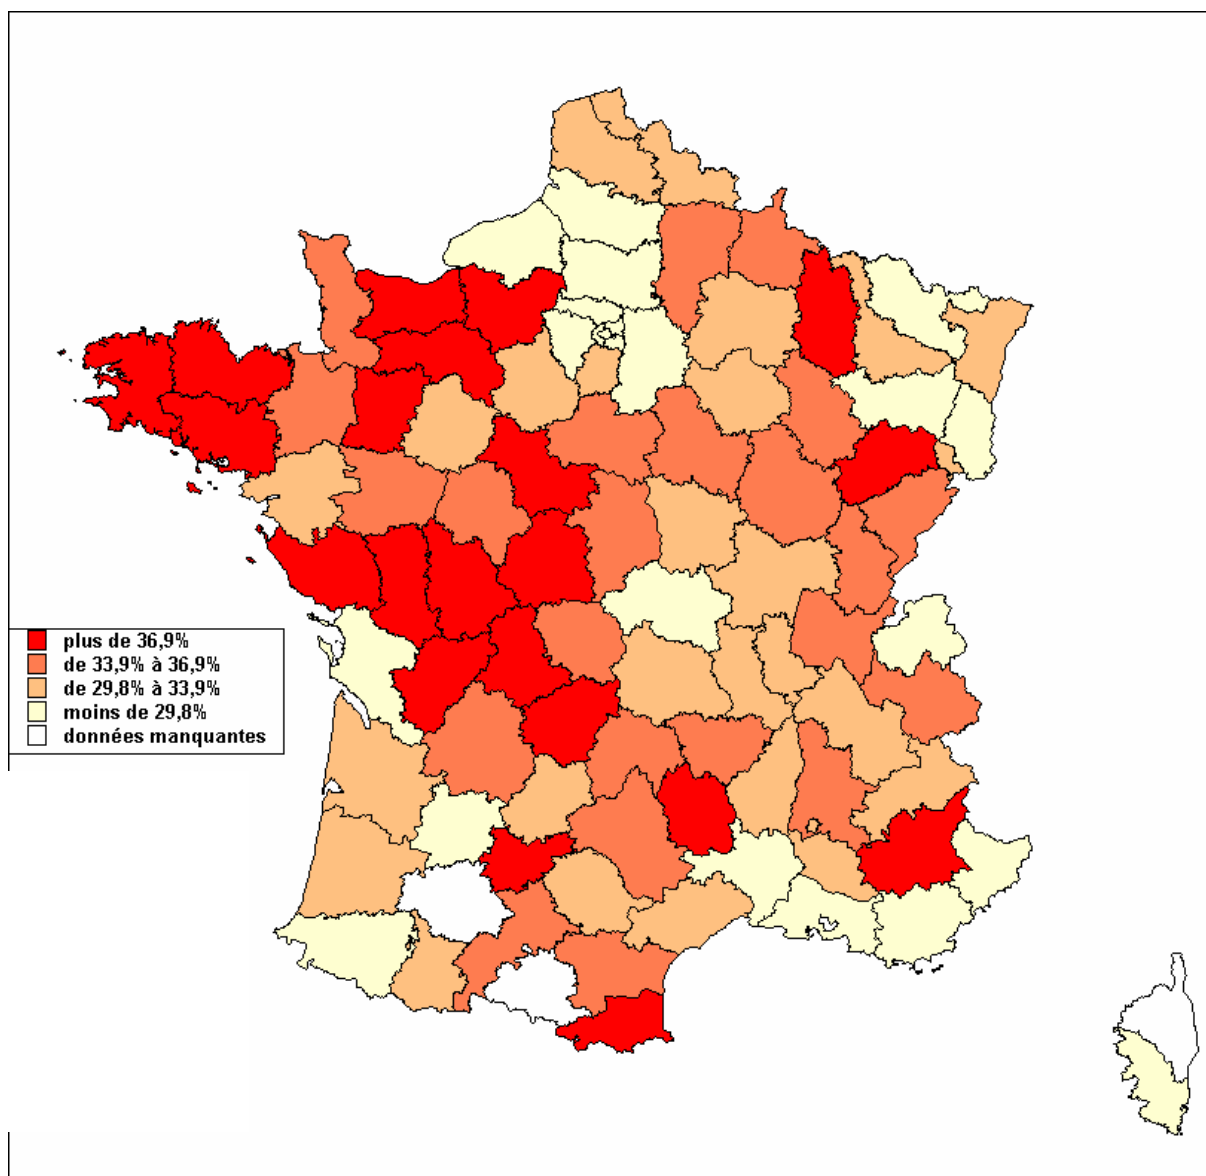 plus de 36,9%
de 33,9% à 36,9%
de 29,8% à 33,9%
moins de 29,8%
données manquantes